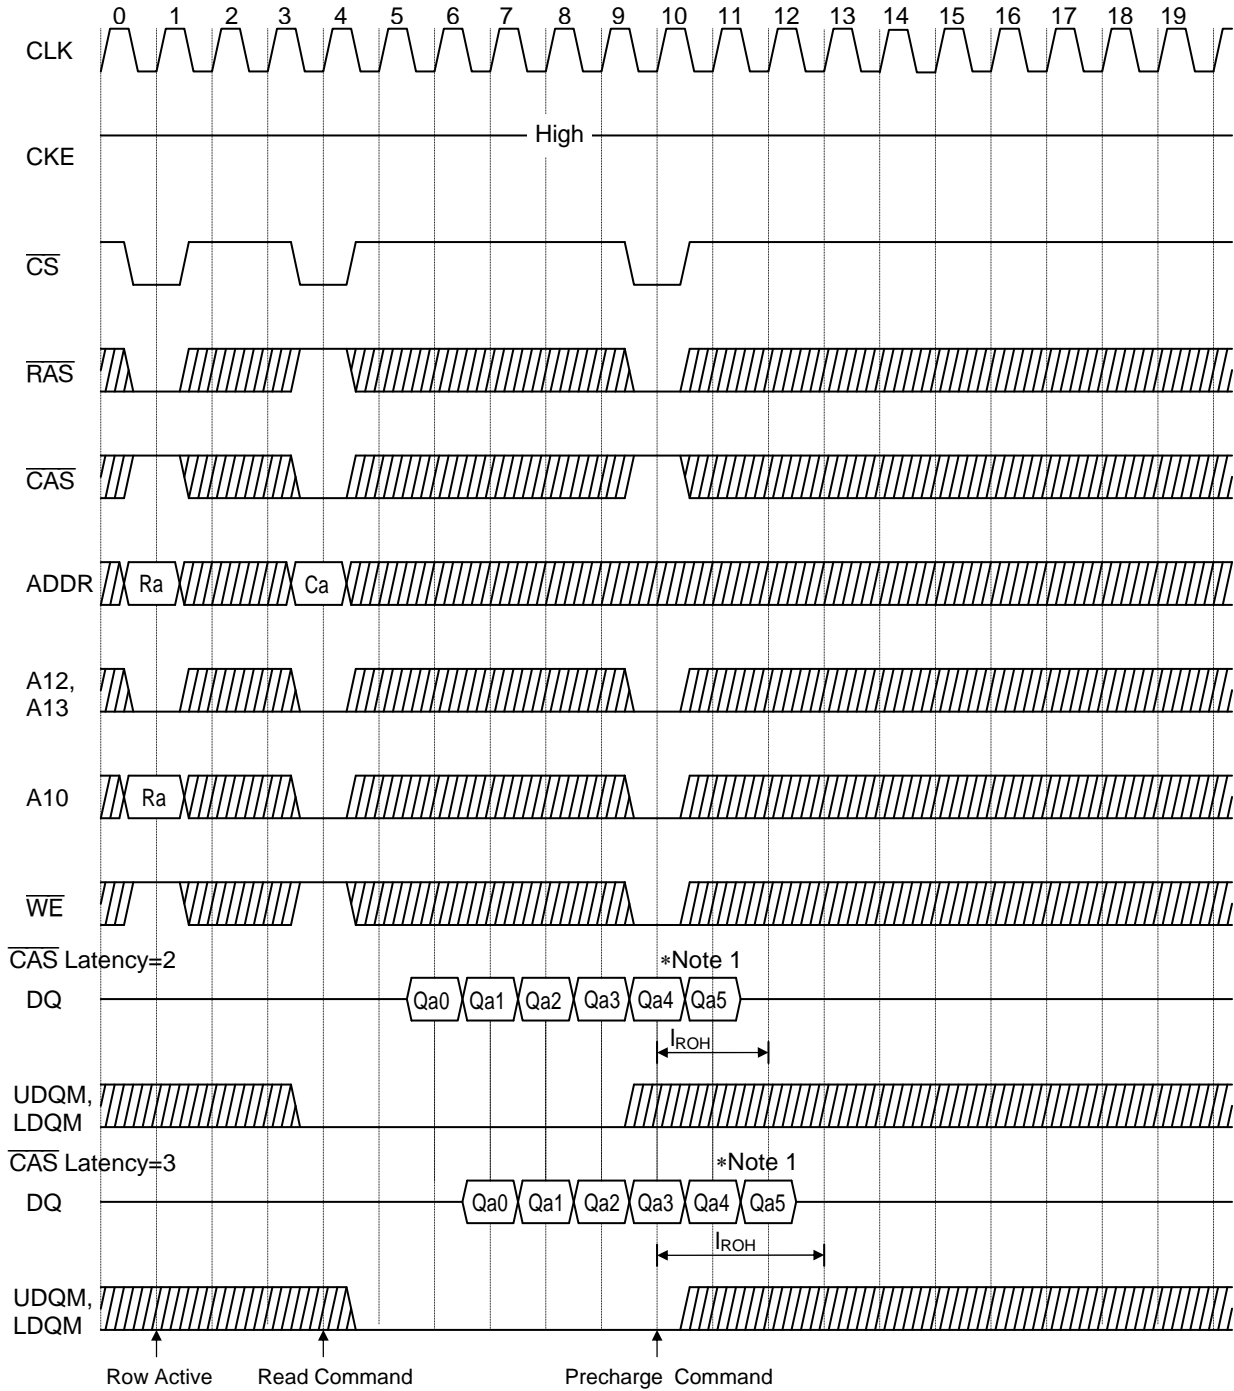 0 1 2 3 4 5 6 7 8 9 10 11 12 13 14 15 16 17 18 19
CLK
High
CKE
CS
RAS
CAS
ADDR Ra Ca
A12,
A13
A10 Ra
WE
CAS Latency=2 *Note 1
DQ Qa0 Qa1 Qa2 Qa3 Qa4 Qa5
IROH
UDQM,
LDQM
CAS Latency=3 *Note 1
DQ Qa0 Qa1 Qa2 Qa3 Qa4 Qa5
IROH
UDQM,
LDQM
Row Active Read Command Precharge Command